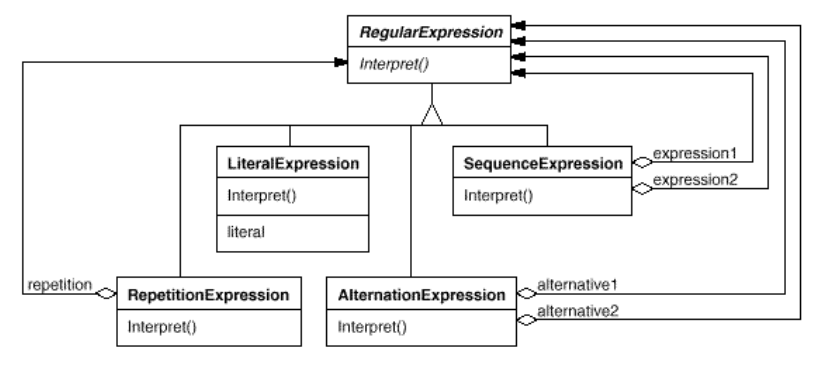 RegularExpression
Interpret()
LiteralExpression
Interpret()
literal
SequenceExpression
Interpret()
expression1
expression2
repetition
RepetitionExpression
Interpret()
AlternationExpression
Interpret()
alternative1
alternative2